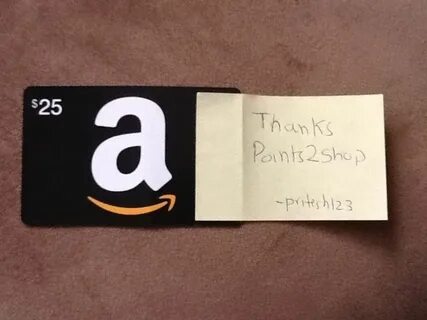 $25
a
Thanks
Points2Shop
-pritesh123